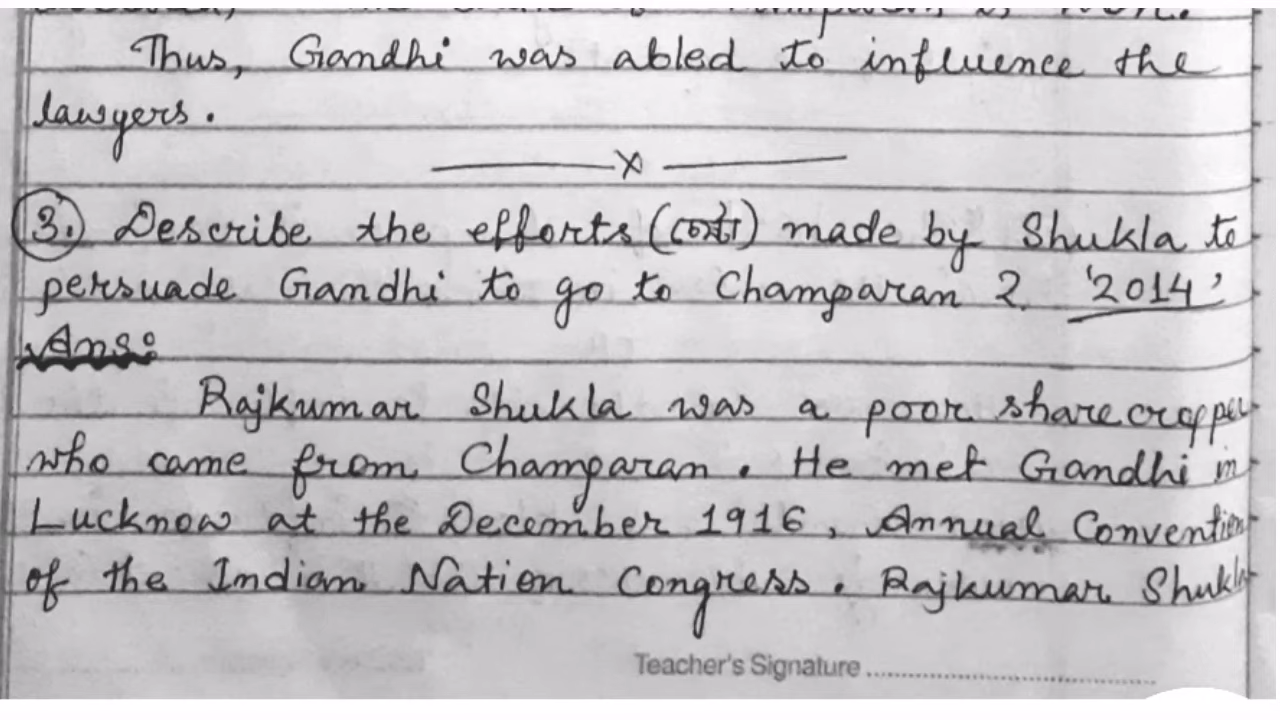 Thus, Gandhi was abled to influence the
lawyers.
x
3. Describe the efforts (চেষ্টা) made by Shukla to
persuade Gandhi to go to Champaran ? '2014'
Ans:
Rajkumar Shukla was a poor sharecropper
who came from Champaran. He met Gandhi in
Lucknow at the December 1916, Annual Convention
of the Indian Nation Congress. Rajkumar Shukla
Teacher's Signature